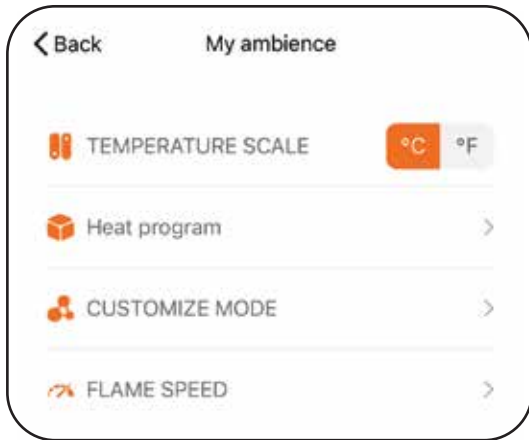 Back My ambience
TEMPERATURE SCALE °C °F
Heat program
CUSTOMIZE MODE
FLAME SPEED